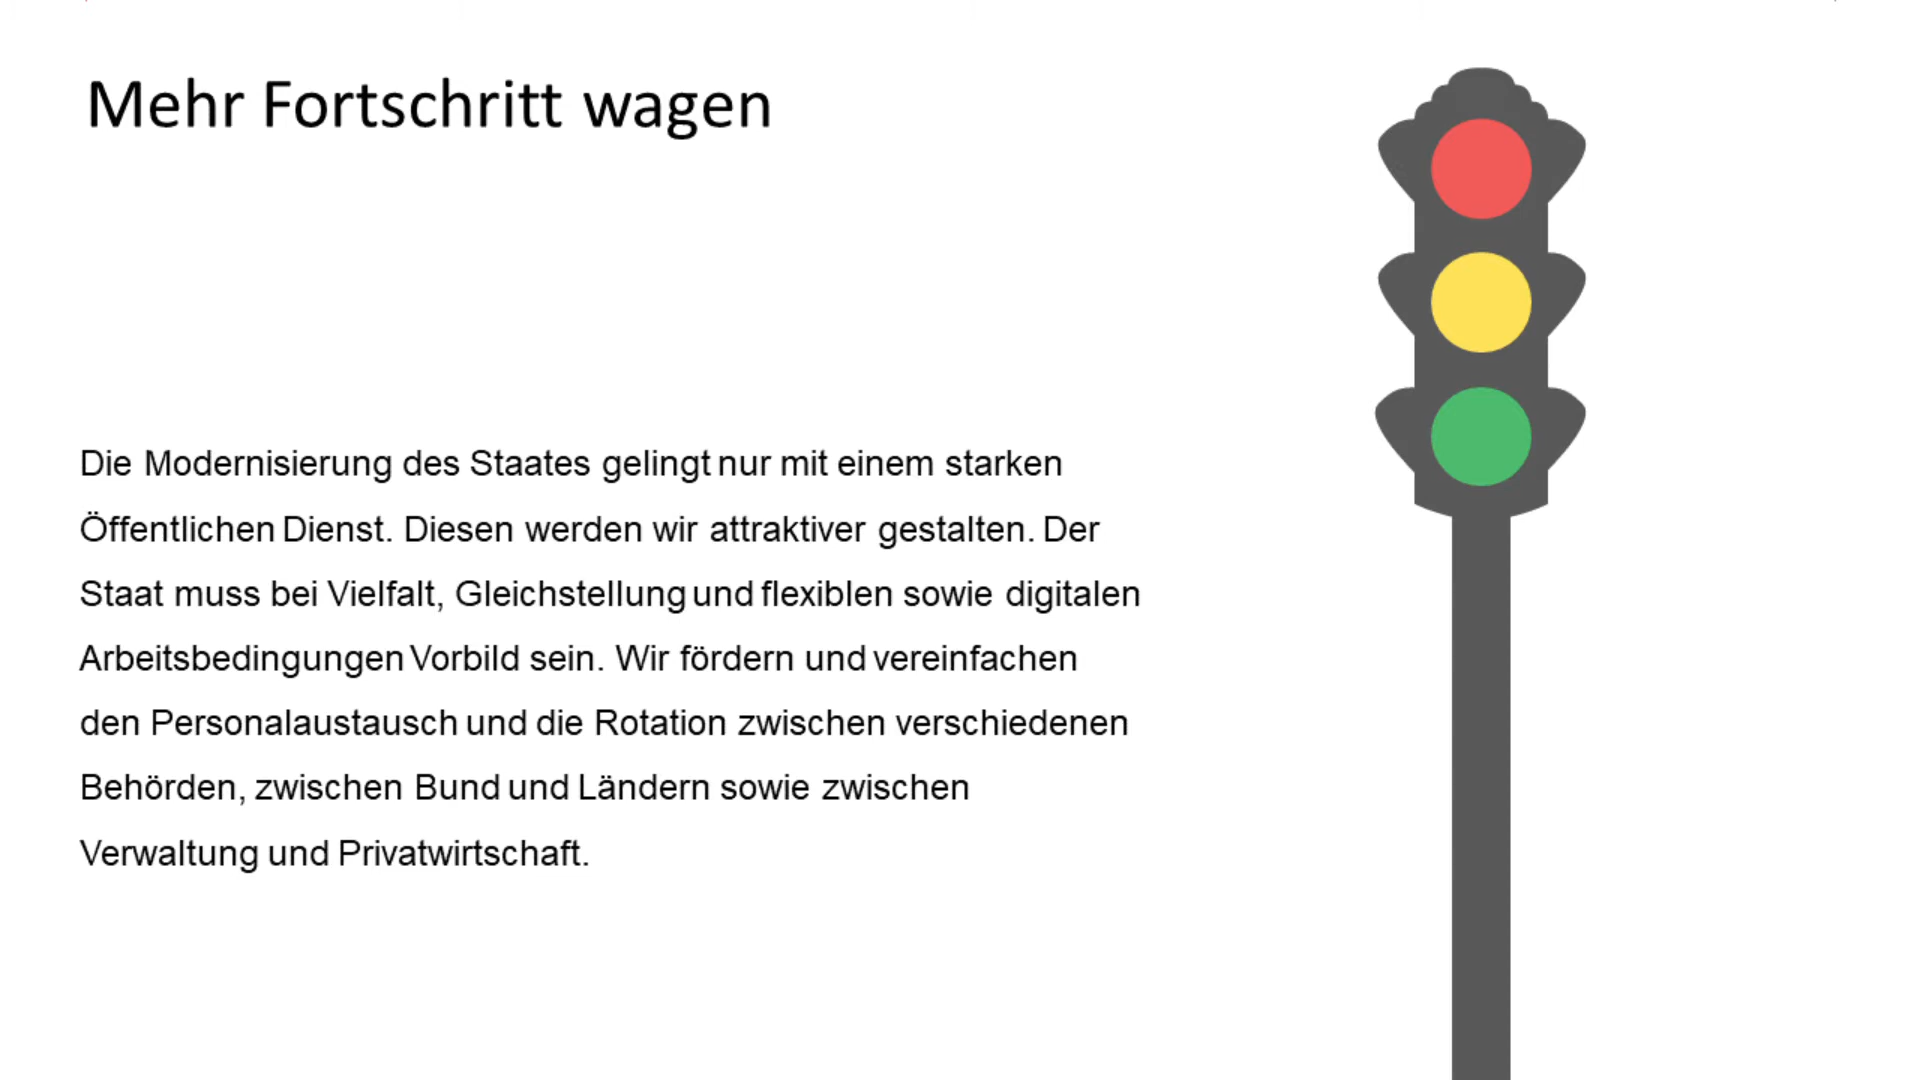 Mehr Fortschritt wagen
Die Modernisierung des Staates gelingt nur mit einem starken
Öffentlichen Dienst. Diesen werden wir attraktiver gestalten. Der
Staat muss bei Vielfalt, Gleichstellung und flexiblen sowie digitalen
Arbeitsbedingungen Vorbild sein. Wir fördern und vereinfachen
den Personalaustausch und die Rotation zwischen verschiedenen
Behörden, zwischen Bund und Ländern sowie zwischen
Verwaltung und Privatwirtschaft.